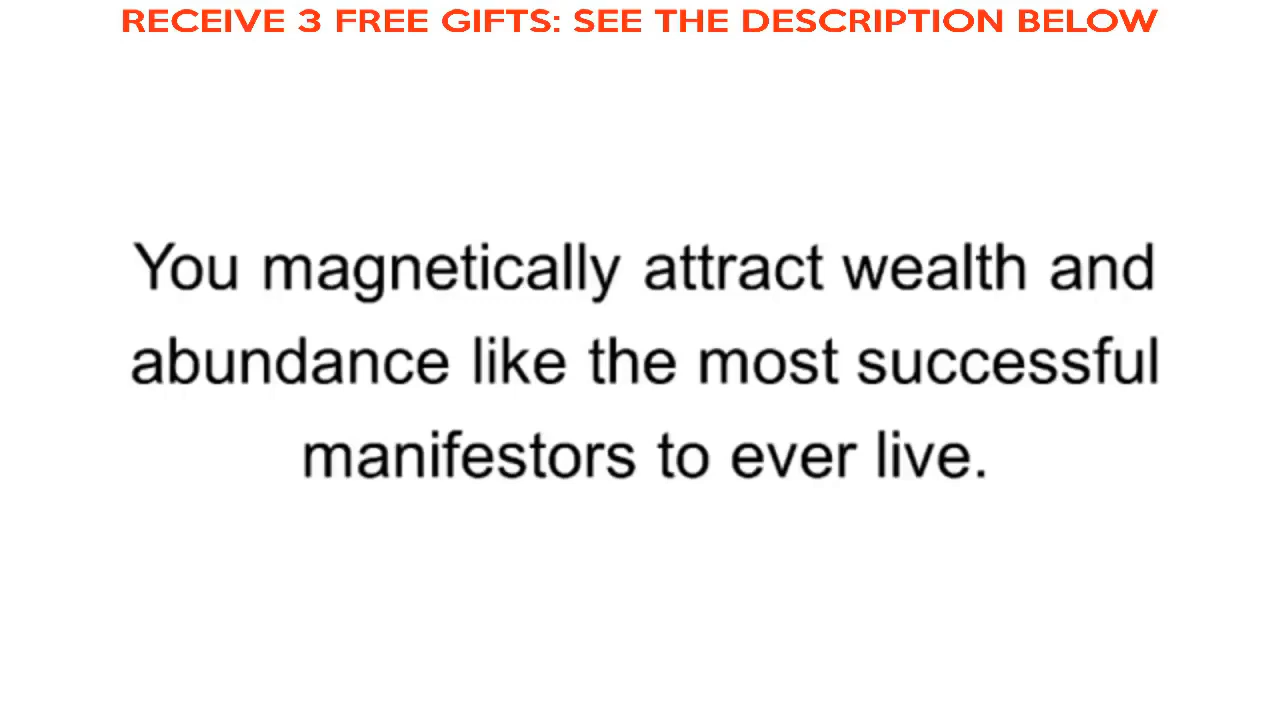 RECEIVE 3 FREE GIFTS: SEE THE DESCRIPTION BELOW
You magnetically attract wealth and
abundance like the most successful
manifestors to ever live.